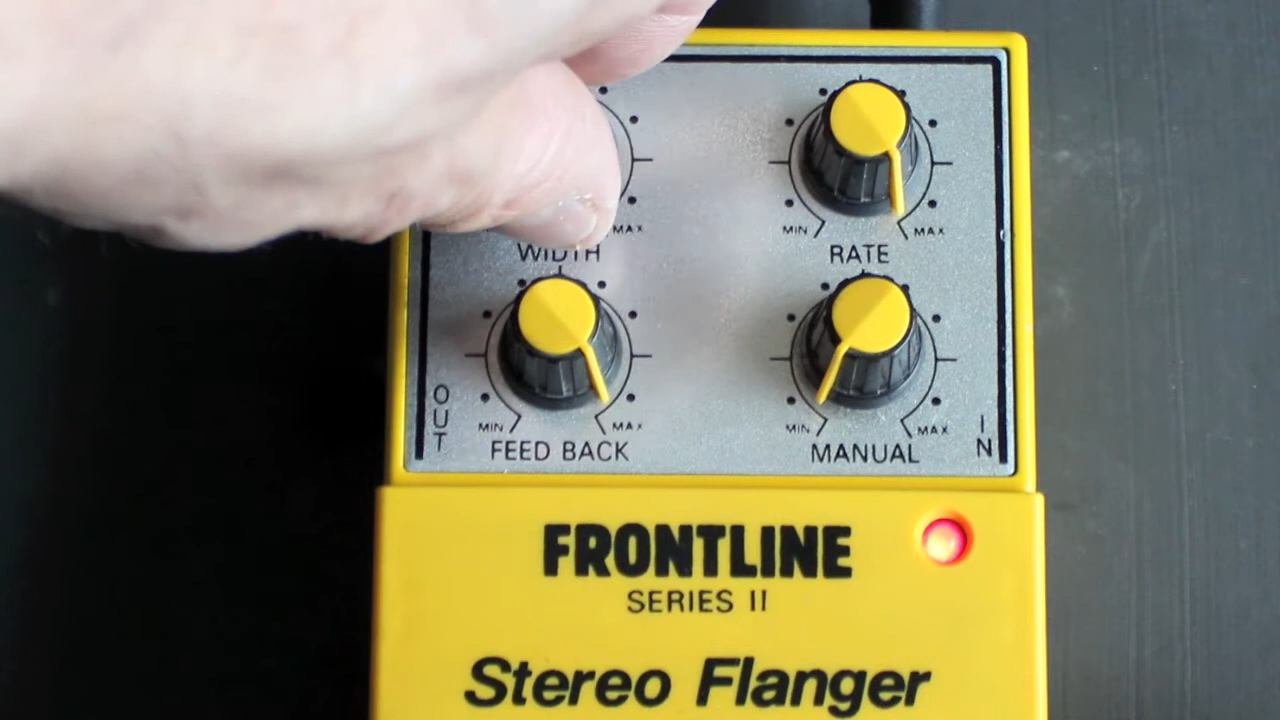 MAX
WIDTH
MIN MAX
RATE
OUT
MIN MAX
FEED BACK
MIN MAX
MANUAL
IN
FRONTLINE
SERIES II
Stereo Flanger